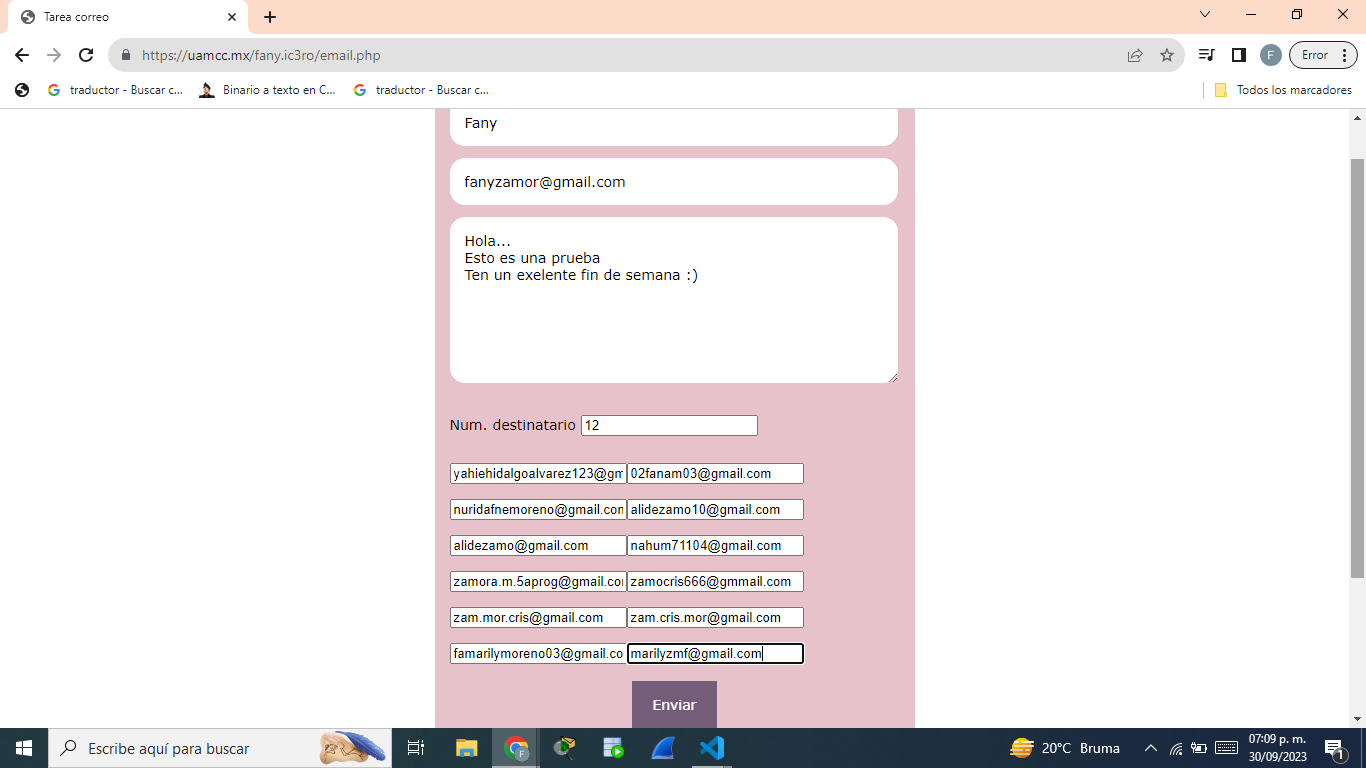 Tarea correo
https://uamcc.mx/fany.ic3ro/email.php
F
Error
traductor - Buscar c...
Binario a texto en C...
traductor - Buscar c...
Todos los marcadores
Fany
fanyzamor@gmail.com
Hola...
Esto es una prueba
Ten un exelente fin de semana :)
Num. destinatario 12
yahiehidalgoalvarez123@gm 02fanam03@gmail.com
nuridafnemoreno@gmail.con alidezamo10@gmail.com
alidezamo@gmail.com nahum71104@gmail.com
zamora.m.5aprog@gmail.co zamocris666@gmmail.com
zam.mor.cris@gmail.com zam.cris.mor@gmail.com
famarilymoreno03@gmail.co marilyzmf@gmail.com
Enviar
Escribe aquí para buscar
F
20°C Bruma
07:09 p. m.
30/09/2023
1